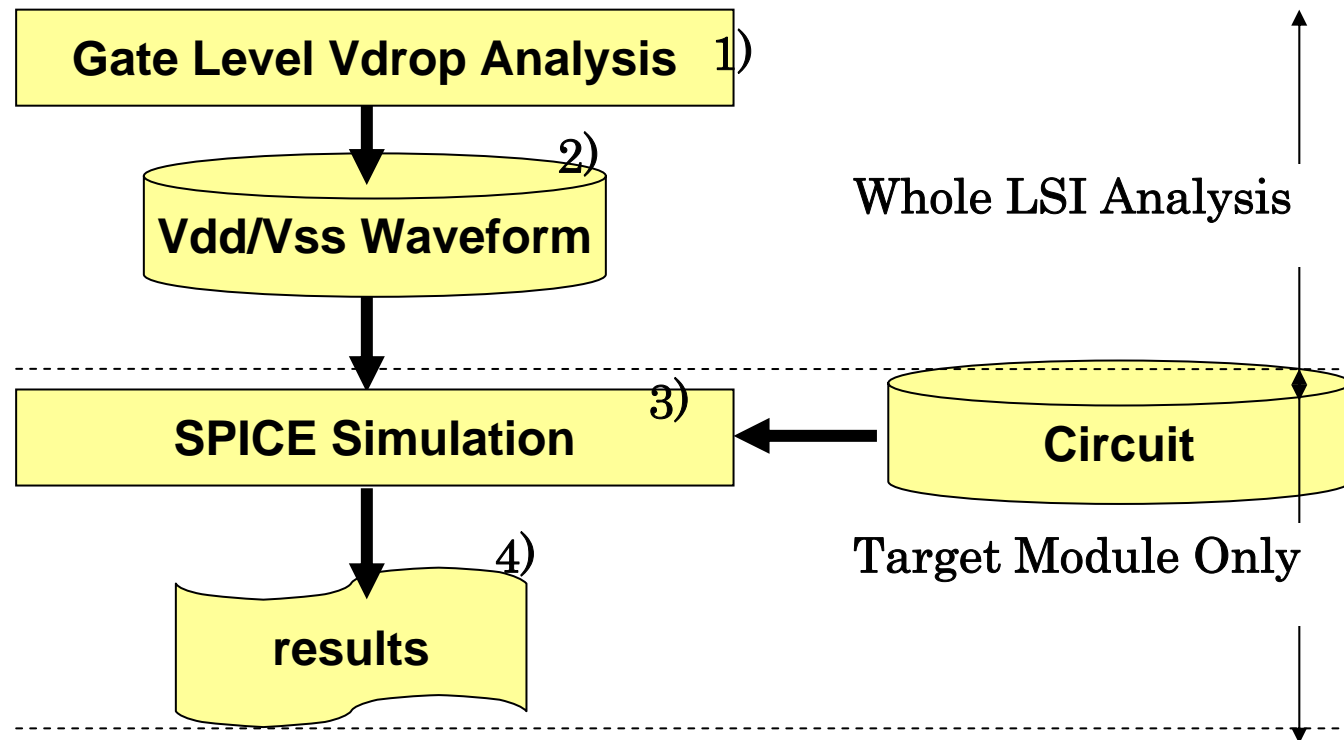 Gate Level Vdrop Analysis 1)
2)
Vdd/Vss Waveform
Whole LSI Analysis
3)
SPICE Simulation
Circuit
4)
Target Module Only
results